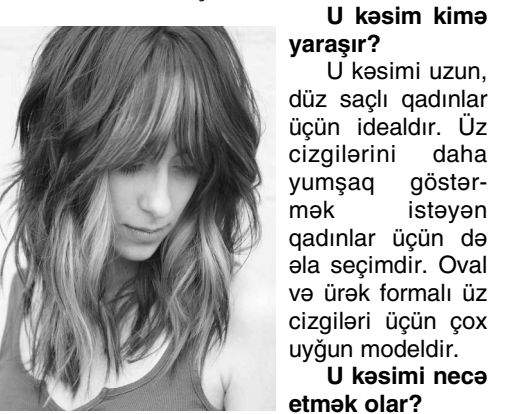 U kəsim kimə
yaraşır?
U kəsimi uzun,
düz saçlı qadınlar
üçün idealdır. Üz
cizgilərini daha
yumşaq göstər-
mək istəyən
qadınlar üçün də
əla seçimdir. Oval
və ürək formalı üz
cizgiləri üçün çox
uyğun modeldir.
U kəsimi necə
etmək olar?